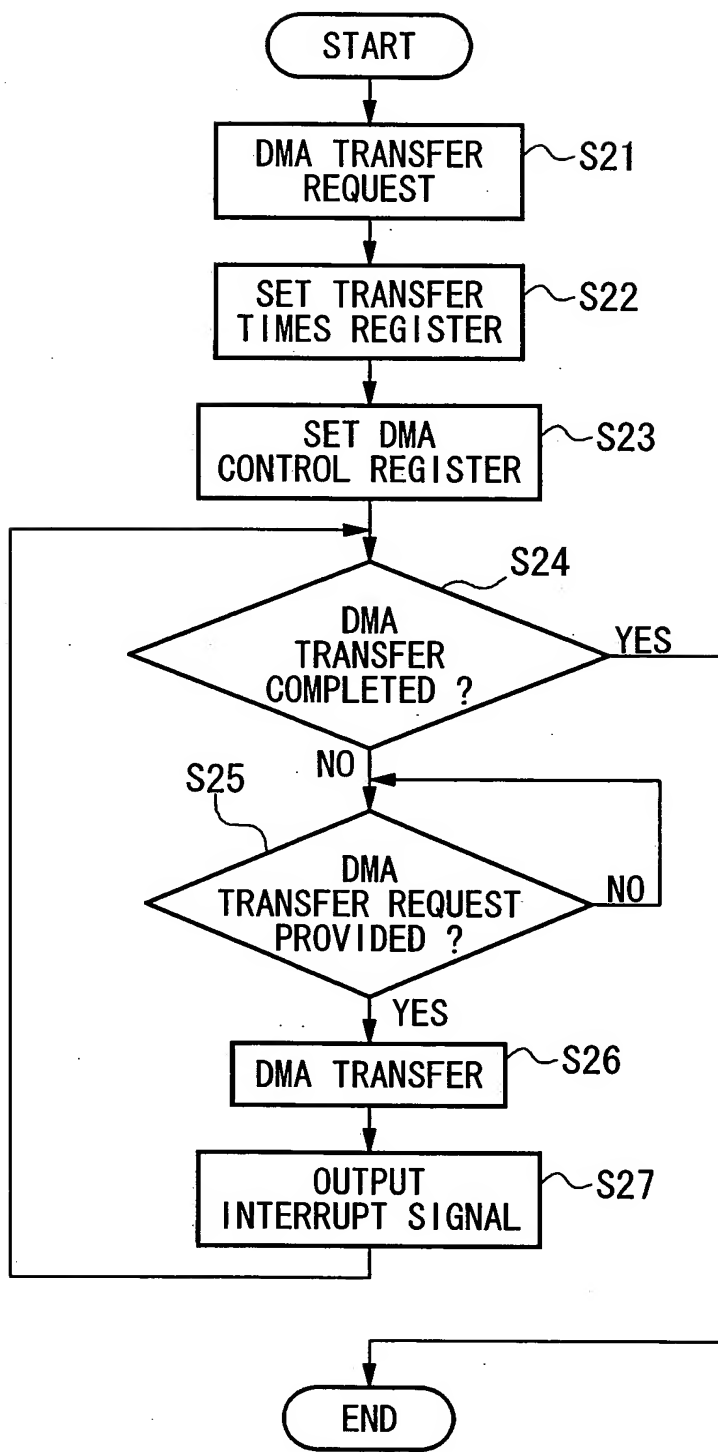 START
DMA TRANSFER
REQUEST
S21
SET TRANSFER
TIMES REGISTER
S22
SET DMA
CONTROL REGISTER
S23
S24
DMA
TRANSFER
COMPLETED ?
YES
NO
S25
DMA
TRANSFER REQUEST
PROVIDED ?
NO
YES
DMA TRANSFER
S26
OUTPUT
INTERRUPT SIGNAL
S27
END